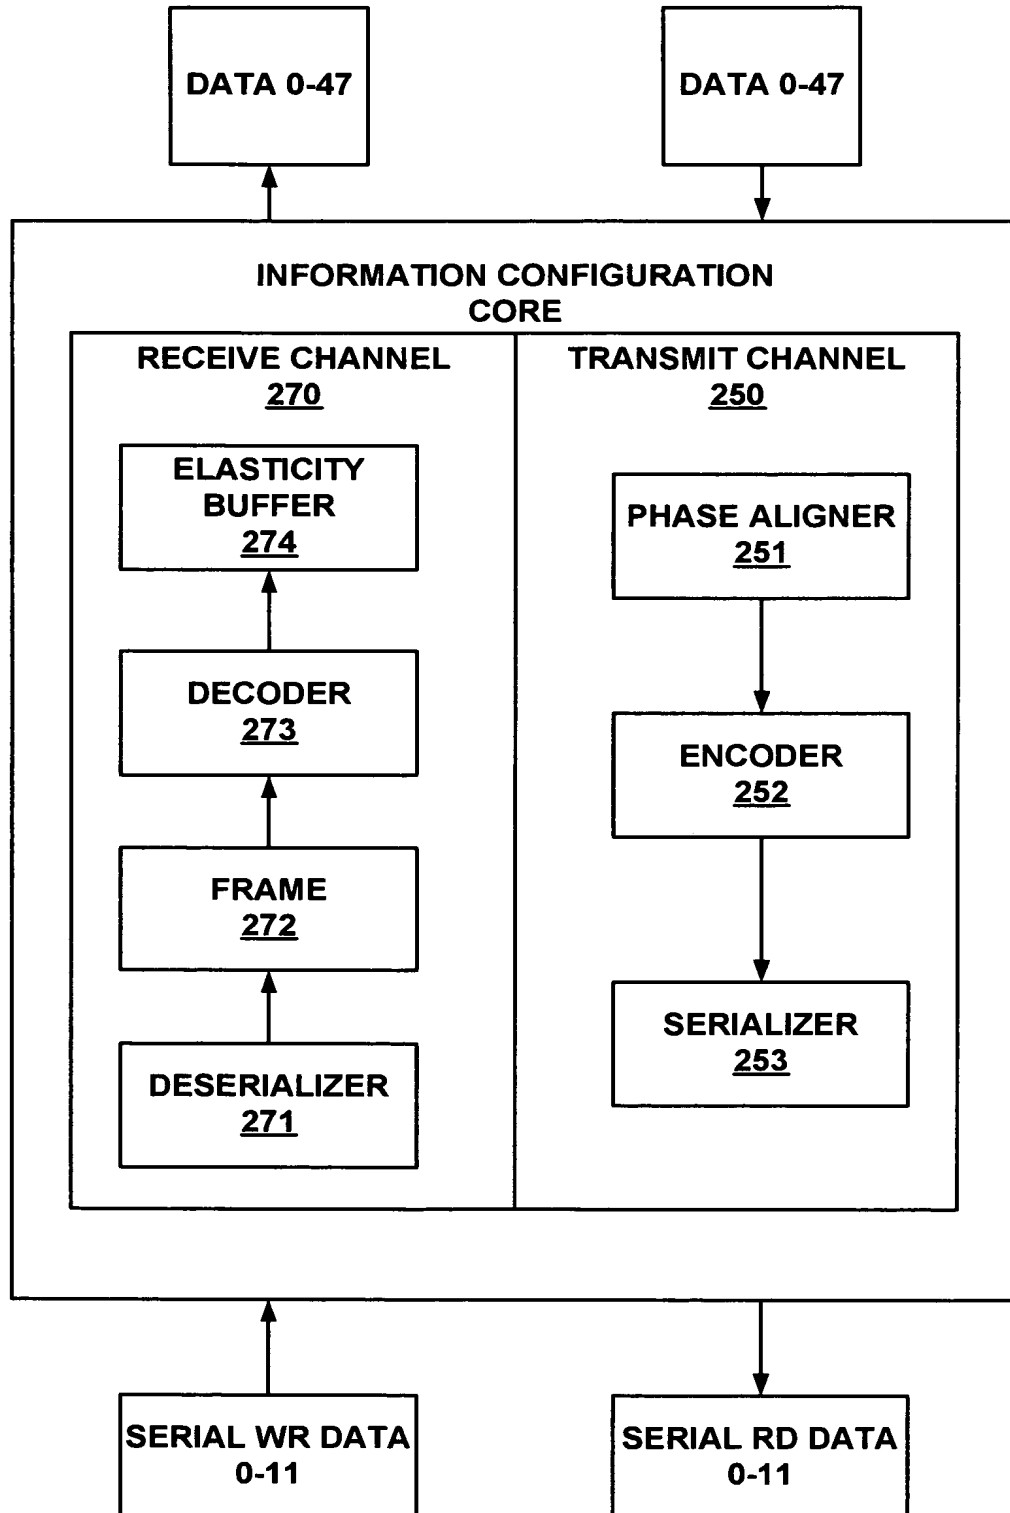 DATA 0-47
DATA 0-47
INFORMATION CONFIGURATION
CORE
RECEIVE CHANNEL
270
ELASTICITY
BUFFER
274
DECODER
273
FRAME
272
DESERIALIZER
271
TRANSMIT CHANNEL
250
PHASE ALIGNER
251
ENCODER
252
SERIALIZER
253
SERIAL WR DATA
0-11
SERIAL RD DATA
0-11